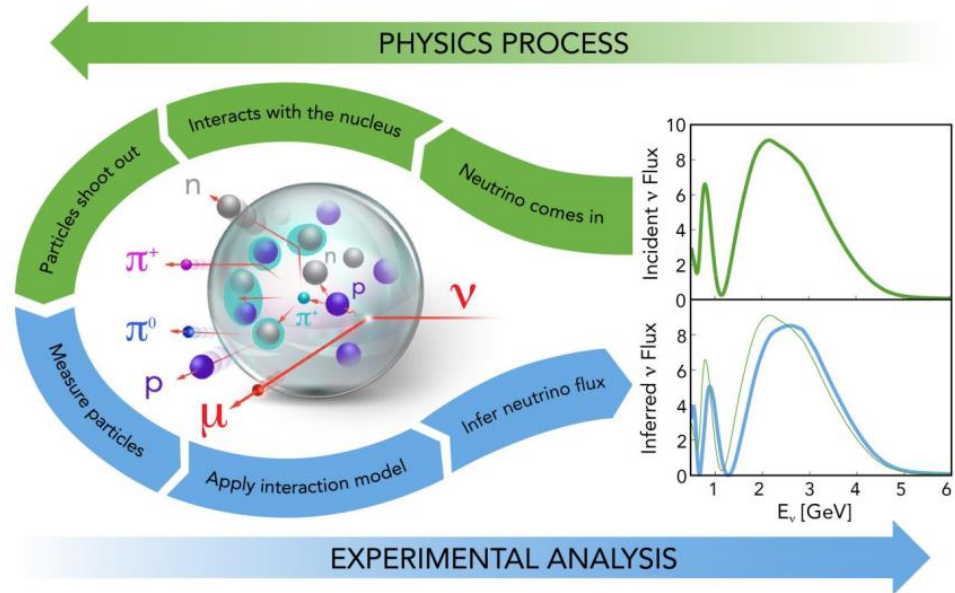 PHYSICS PROCESS
Neutrino comes in
Interacts with the nucleus
Particles shoot out
Measure particles
Apply interaction model
Infer neutrino flux
n
π⁺
π⁰
p
μ
n
p
π⁺
ν
Incident ν Flux
10
8
6
4
2
0
Inferred ν Flux
8
6
4
2
0
1 2 3 4 5 6
Eᵥ [GeV]
EXPERIMENTAL ANALYSIS